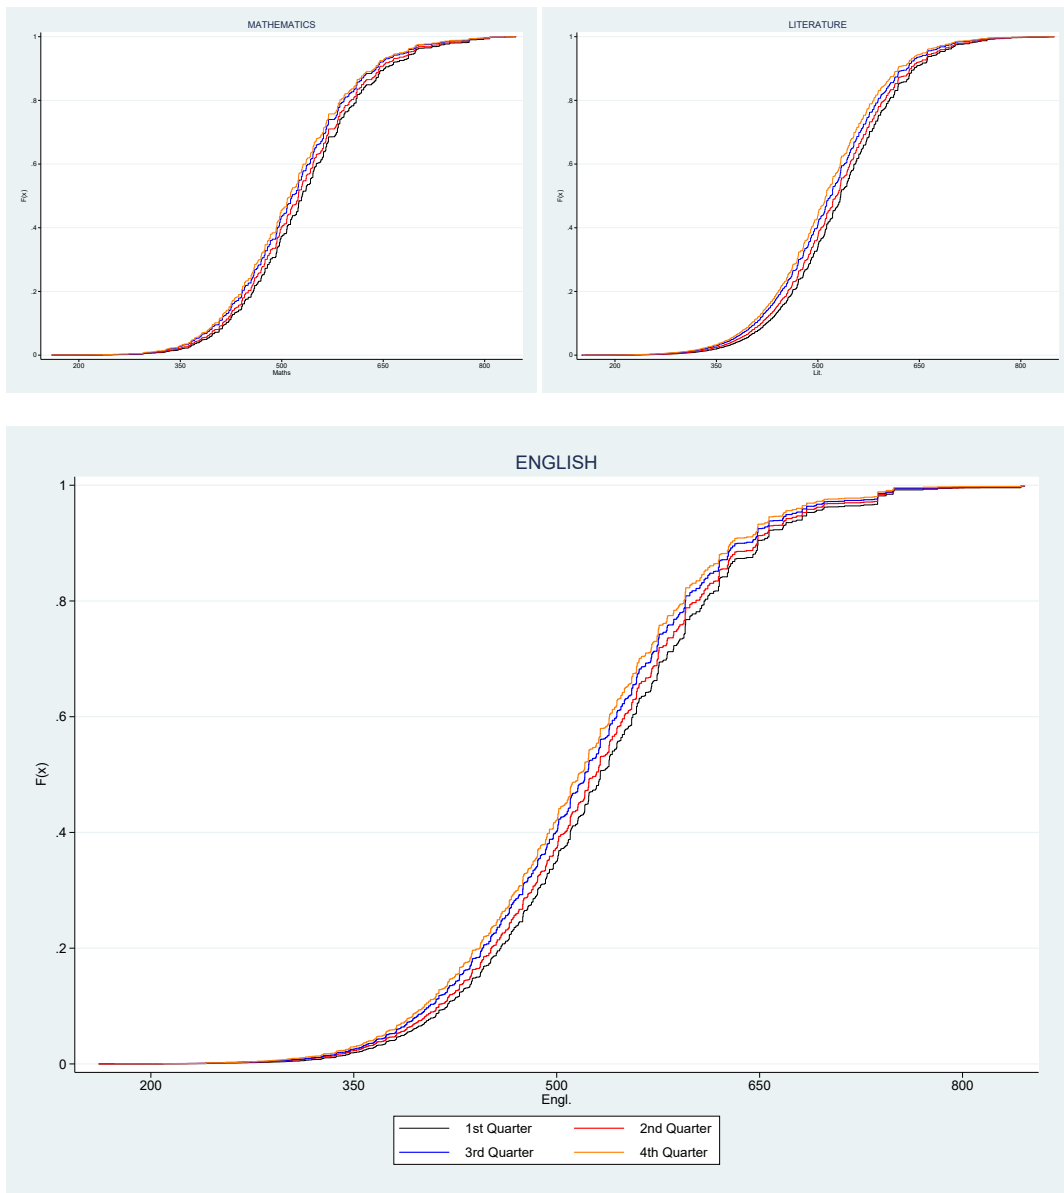 MATHEMATICS
1
.8
.6
F(x)
.4
.2
0
200 350 500 650 800
Maths
LITERATURE
1
.8
.6
F(x)
.4
.2
0
200 350 500 650 800
Lit.
ENGLISH
1
.8
.6
F(x)
.4
.2
0
200 350 500 650 800
Engl.
1st Quarter 2nd Quarter
3rd Quarter 4th Quarter